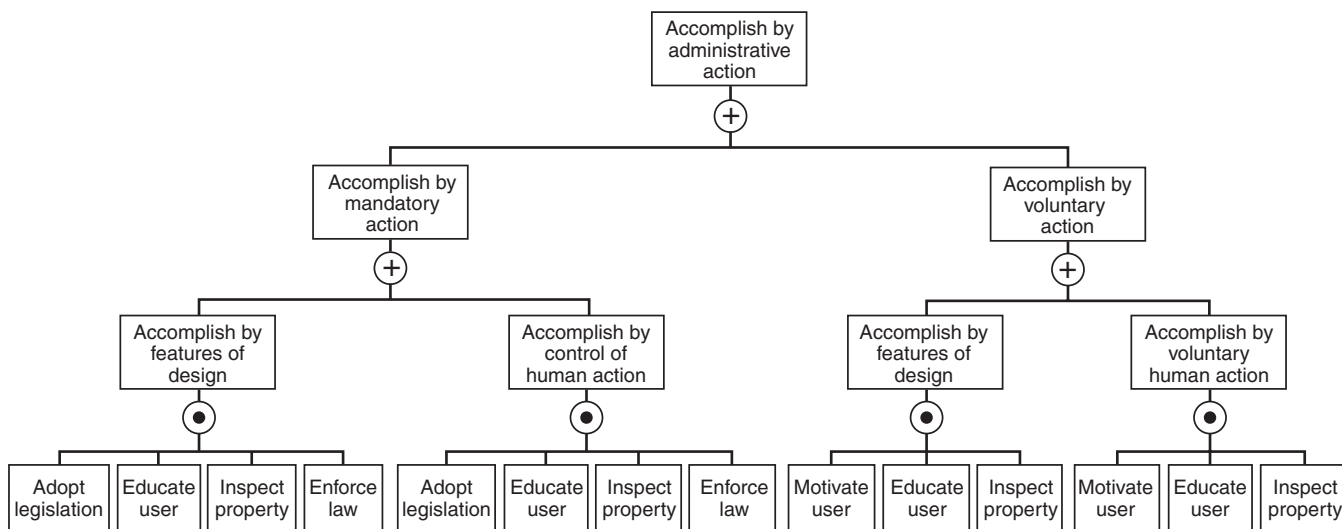 Accomplish by
administrative
action
+
Accomplish by
mandatory
action
Accomplish by
voluntary
action
+
+
Accomplish by
features of
design
Accomplish by
control of
human action
Accomplish by
features of
design
Accomplish by
voluntary
human action
Adopt
legislation
Educate
user
Inspect
property
Enforce
law
Adopt
legislation
Educate
user
Inspect
property
Enforce
law
Motivate
user
Educate
user
Inspect
property
Motivate
user
Educate
user
Inspect
property